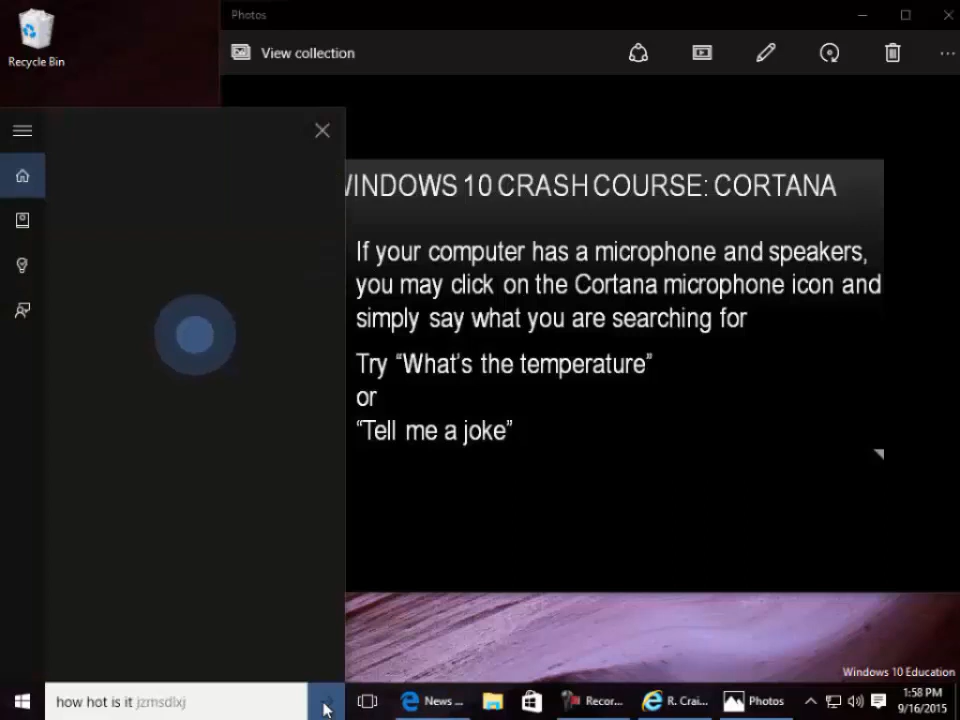 Photos
Recycle Bin
View collection
WINDOWS 10 CRASH COURSE: CORTANA
If your computer has a microphone and speakers,
you may click on the Cortana microphone icon and
simply say what you are searching for
Try “What's the temperature”
or
“Tell me a joke”
Windows 10 Education
how hot is it jzmsdlxj
News ...
Recor...
R. Crai...
Photos
1:58 PM
9/16/2015